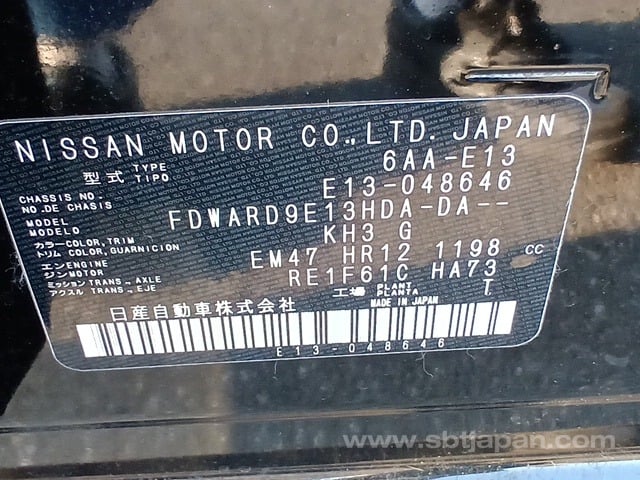 NISSAN MOTOR CO.,LTD. JAPAN
型式 TYPE TIPO 6AA-E13
CHASSIS NO. NO.DE CHASIS E13-048646
MODEL MODELO FDWARD9E13HDA-DA--
カラー COLOR,TRIM トリム COLOR,GUARNICION KH3 G
エンジン ENGINE MOTOR EM47 HR12 1198 CC
ミッション アクスル TRANS.,AXLE TRANS.,EJE RE1F61C HA73
工場 PLANT PLANTA T
日産自動車株式会社 MADE IN JAPAN
E13-048646
www.sbtjapan.com